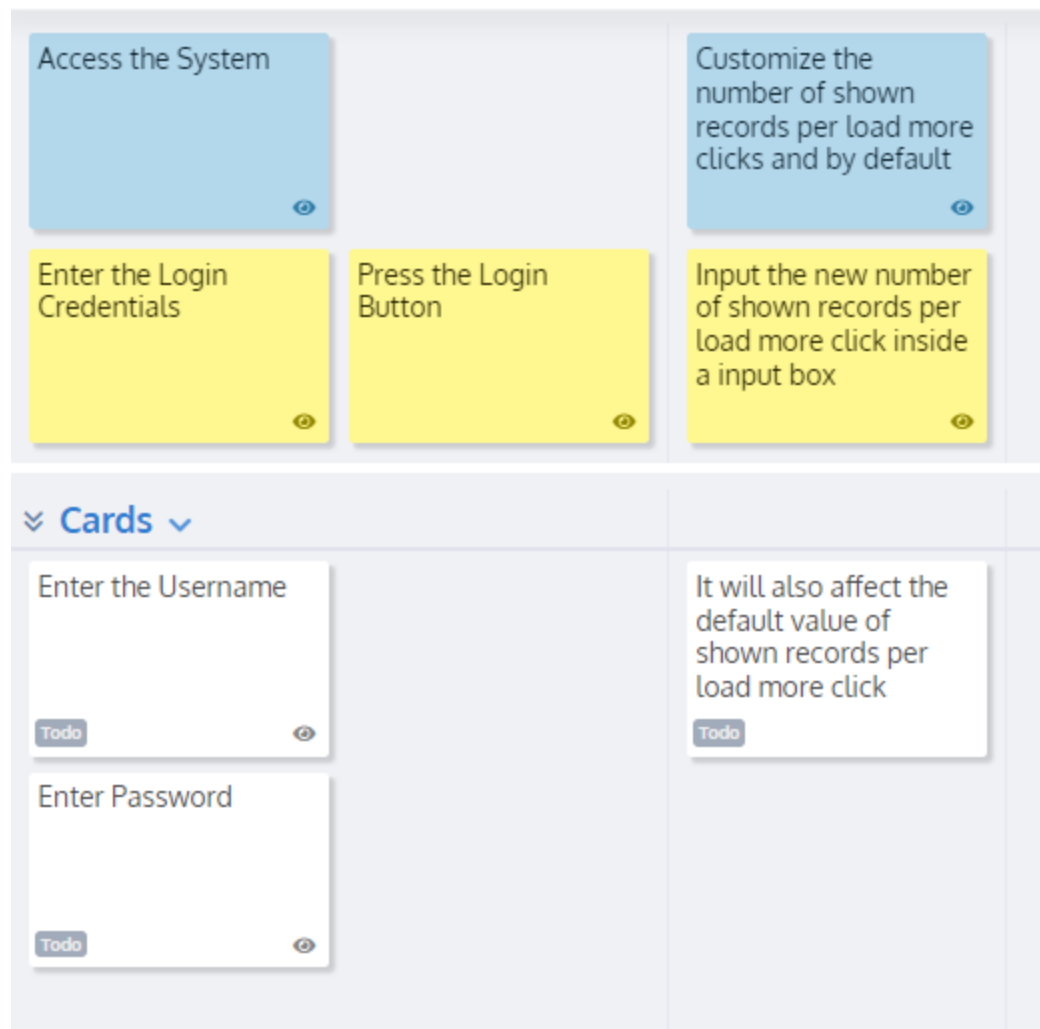 Access the System
Customize the
number of shown
records per load more
clicks and by default
Enter the Login
Credentials
Press the Login
Button
Input the new number
of shown records per
load more click inside
a input box
Cards
Enter the Username
Todo
It will also affect the
default value of
shown records per
load more click
Todo
Enter Password
Todo